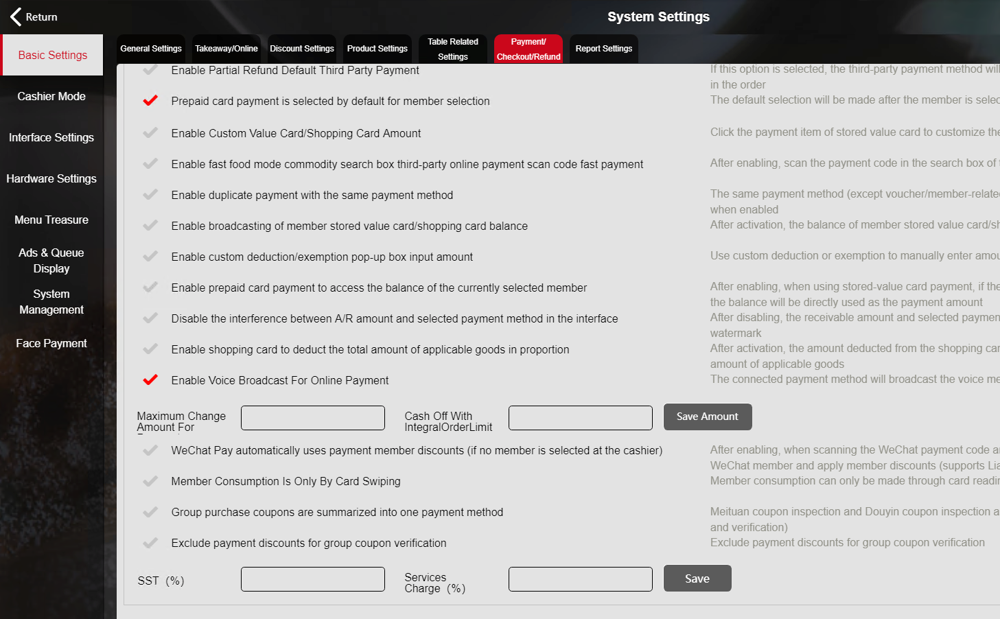 Return
System Settings
Basic Settings
Cashier Mode
Interface Settings
Hardware Settings
Menu Treasure
Ads & Queue
Display
System
Management
Face Payment
General Settings
Takeaway/Online
Discount Settings
Product Settings
Table Related
Settings
Payment/
Checkout/Refund
Report Settings
Enable Partial Refund Default Third Party Payment
If this option is selected, the third-party payment method will
in the order
Prepaid card payment is selected by default for member selection
The default selection will be made after the member is selec
Enable Custom Value Card/Shopping Card Amount
Click the payment item of stored value card to customize the
Enable fast food mode commodity search box third-party online payment scan code fast payment
After enabling, scan the payment code in the search box of
Enable duplicate payment with the same payment method
The same payment method (except voucher/member-related
when enabled
Enable broadcasting of member stored value card/shopping card balance
After activation, the balance of member stored value card/sh
Enable custom deduction/exemption pop-up box input amount
Use custom deduction or exemption to manually enter amou
Enable prepaid card payment to access the balance of the currently selected member
After enabling, when using stored-value card payment, if the
the balance will be directly used as the payment amount
Disable the interference between A/R amount and selected payment method in the interface
After disabling, the receivable amount and selected paymen
watermark
Enable shopping card to deduct the total amount of applicable goods in proportion
After activation, the amount deducted from the shopping car
amount of applicable goods
Enable Voice Broadcast For Online Payment
The connected payment method will broadcast the voice me
Maximum Change
Amount For
Cash Off With
IntegralOrderLimit
Save Amount
WeChat Pay automatically uses payment member discounts (if no member is selected at the cashier)
After enabling, when scanning the WeChat payment code a
WeChat member and apply member discounts (supports Lia
Member Consumption Is Only By Card Swiping
Member consumption can only be made through card readin
Group purchase coupons are summarized into one payment method
Meituan coupon inspection and Douyin coupon inspection a
and verification)
Exclude payment discounts for group coupon verification
Exclude payment discounts for group coupon verification
SST (%)
Services
Charge (%)
Save